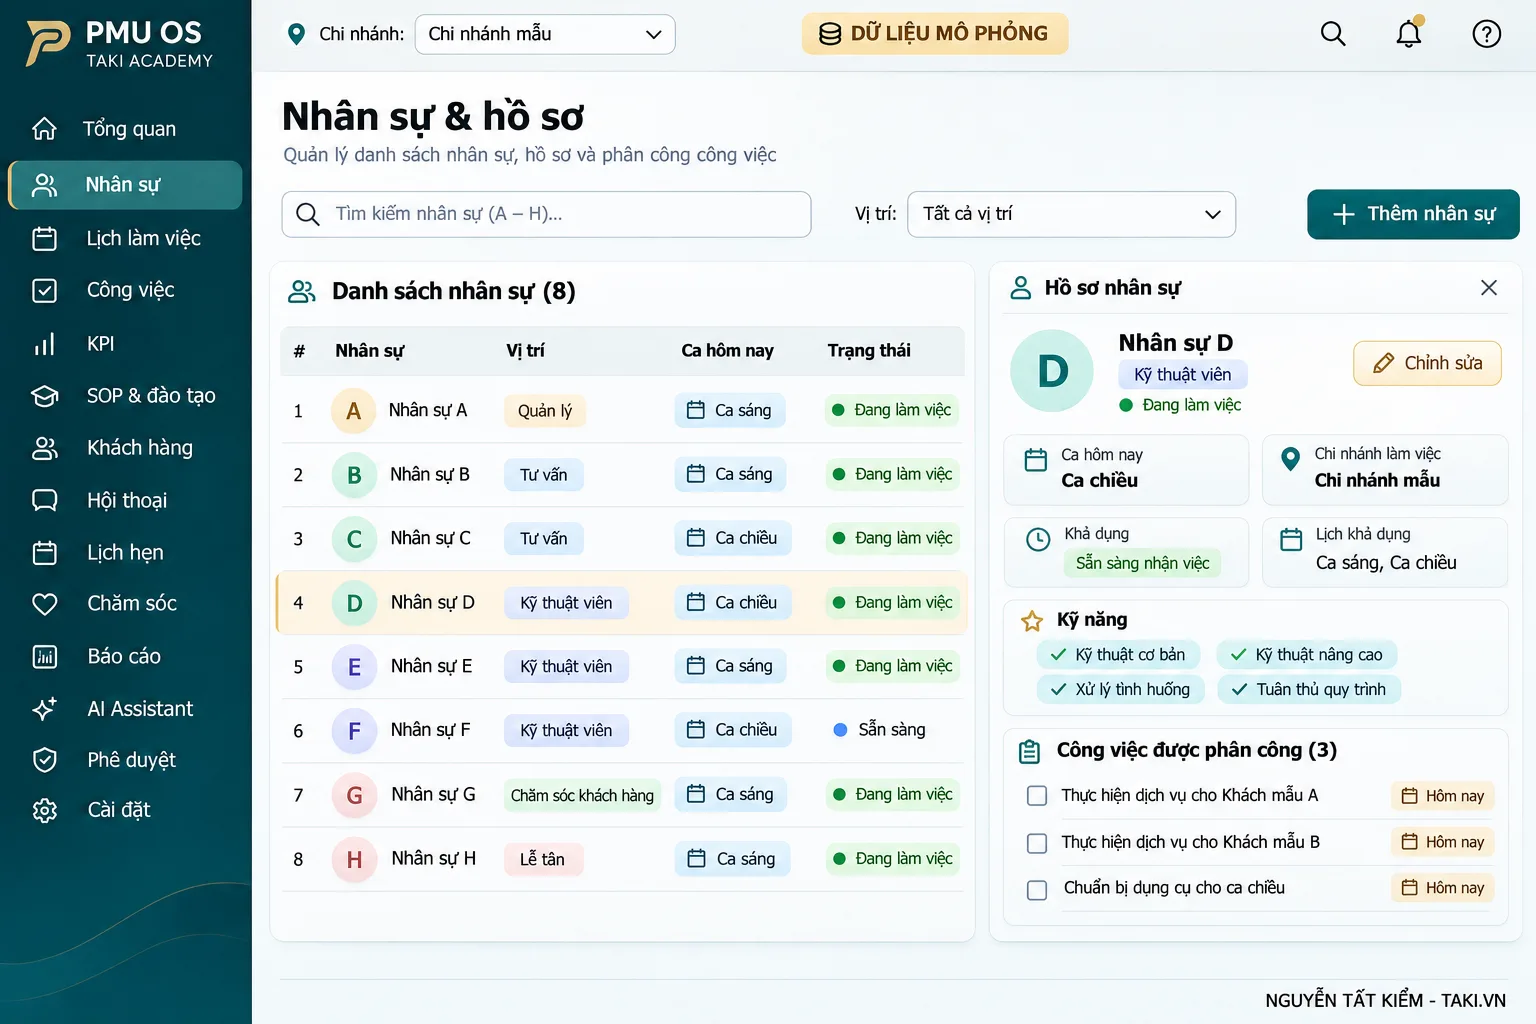 PMU OS
TAKI ACADEMY
Tổng quan
Nhân sự
Lịch làm việc
Công việc
KPI
SOP & đào tạo
Khách hàng
Hội thoại
Lịch hẹn
Chăm sóc
Báo cáo
AI Assistant
Phê duyệt
Cài đặt
Chi nhánh: Chi nhánh mẫu
DỮ LIỆU MÔ PHỎNG
Nhân sự & hồ sơ
Quản lý danh sách nhân sự, hồ sơ và phân công công việc
Tìm kiếm nhân sự (A – H)...
Vị trí: Tất cả vị trí
Thêm nhân sự
Danh sách nhân sự (8)
# Nhân sự Vị trí Ca hôm nay Trạng thái
1 A Nhân sự A Quản lý Ca sáng Đang làm việc
2 B Nhân sự B Tư vấn Ca sáng Đang làm việc
3 C Nhân sự C Tư vấn Ca chiều Đang làm việc
4 D Nhân sự D Kỹ thuật viên Ca chiều Đang làm việc
5 E Nhân sự E Kỹ thuật viên Ca sáng Đang làm việc
6 F Nhân sự F Kỹ thuật viên Ca chiều Sẵn sàng
7 G Nhân sự G Chăm sóc khách hàng Ca sáng Đang làm việc
8 H Nhân sự H Lễ tân Ca sáng Đang làm việc
Hồ sơ nhân sự
D
Nhân sự D
Kỹ thuật viên
Đang làm việc
Chỉnh sửa
Ca hôm nay
Ca chiều
Chi nhánh làm việc
Chi nhánh mẫu
Khả dụng
Sẵn sàng nhận việc
Lịch khả dụng
Ca sáng, Ca chiều
Kỹ năng
Kỹ thuật cơ bản
Kỹ thuật nâng cao
Xử lý tình huống
Tuân thủ quy trình
Công việc được phân công (3)
Thực hiện dịch vụ cho Khách mẫu A Hôm nay
Thực hiện dịch vụ cho Khách mẫu B Hôm nay
Chuẩn bị dụng cụ cho ca chiều Hôm nay
NGUYỄN TẤT KIỂM - TAKI.VN